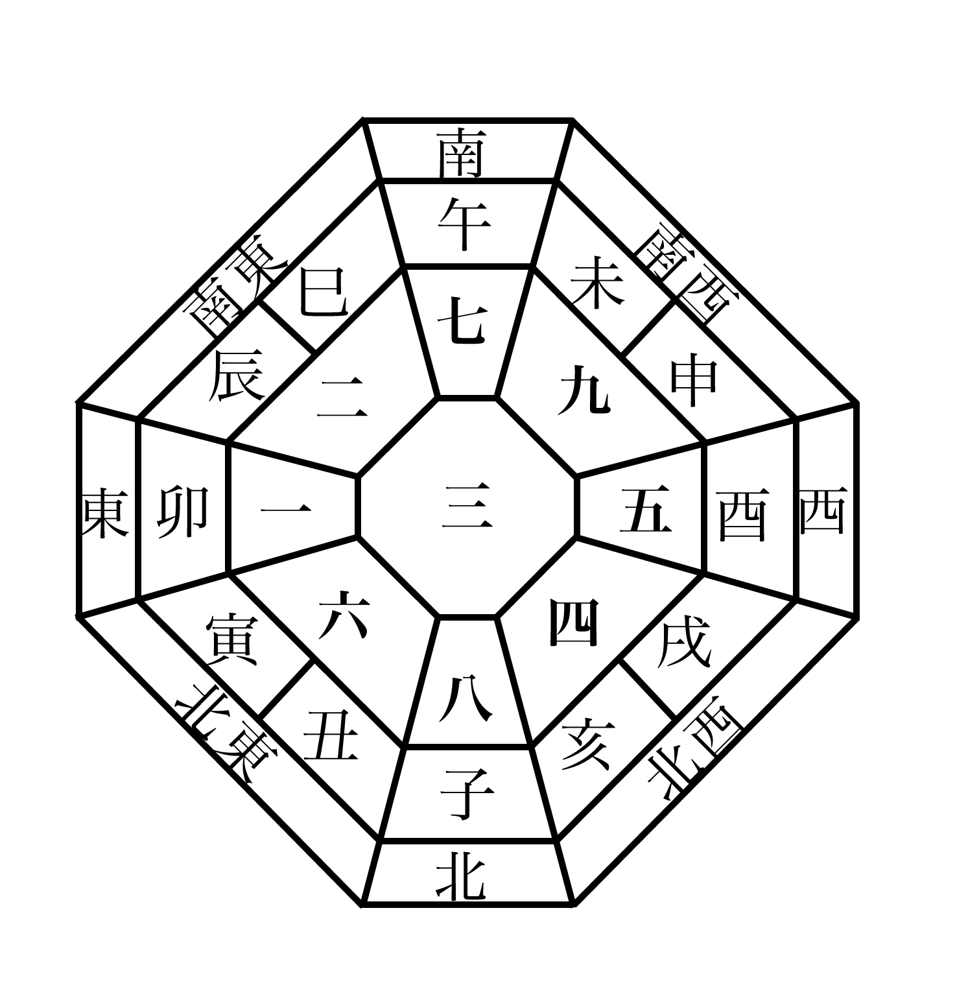 南
午
七
東南
南西
巳
未
辰
申
二
九
東
卯
一
三
五
酉
西
六
四
寅
戌
丑
亥
北東
北西
八
子
北